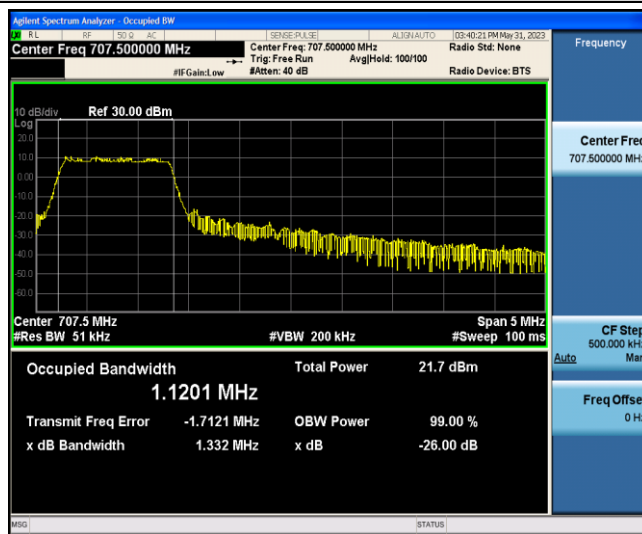 Agilent Spectrum Analyzer - Occupied BW
RL RF 50 Ω AC SENSE:PULSE ALIGNAUTO 03:40:21 PM May 31, 2023
Center Freq 707.500000 MHz Center Freq: 707.500000 MHz Radio Std: None
Trig: Free Run Avg|Hold: 100/100
#IFGain:Low #Atten: 40 dB Radio Device: BTS
10 dB/div Ref 30.00 dBm
Log
20.0
10.0
0.00
-10.0
-20.0
-30.0
-40.0
-50.0
-60.0
Center 707.5 MHz Span 5 MHz
#Res BW 51 kHz #VBW 200 kHz #Sweep 100 ms
Occupied Bandwidth Total Power 21.7 dBm
1.1201 MHz
Transmit Freq Error -1.7121 MHz OBW Power 99.00 %
x dB Bandwidth 1.332 MHz x dB -26.00 dB
MSG STATUS
Frequency
Center Freq
707.500000 MHz
CF Step
500.000 kHz
Auto Man
Freq Offse
0 Hz